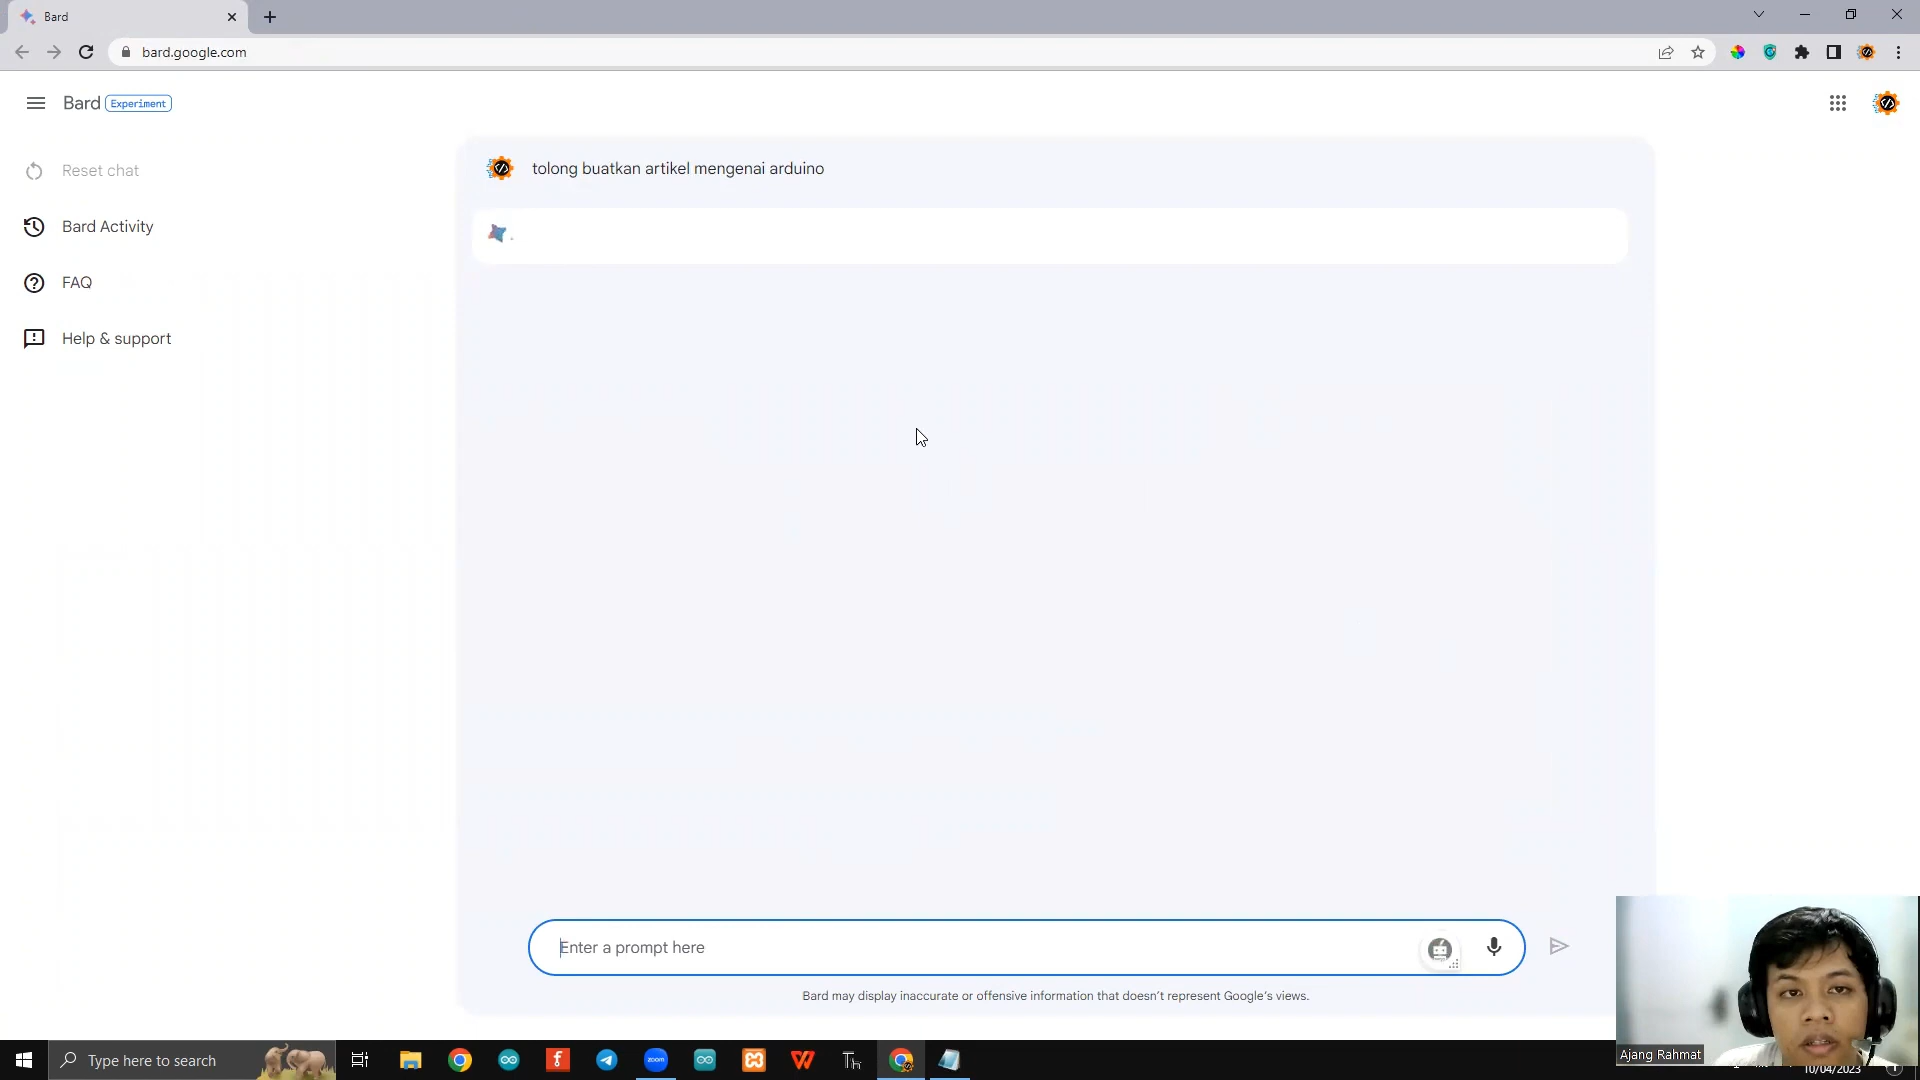 Bard
bard.google.com
Bard Experiment
Reset chat
Bard Activity
FAQ
Help & support
tolong buatkan artikel mengenai arduino
Enter a prompt here
Bard may display inaccurate or offensive information that doesn't represent Google's views.
Ajang Rahmat
Type here to search
zoom
10/04/2023